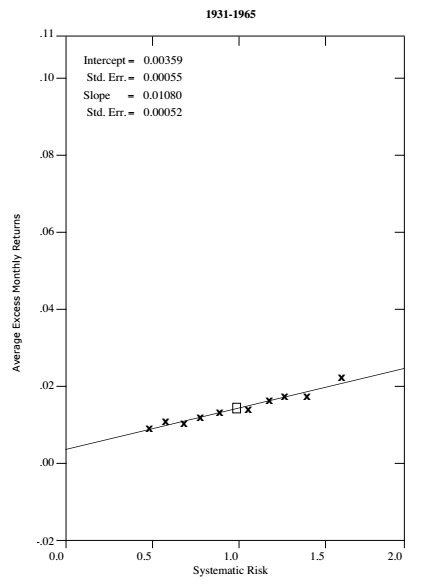 1931-1965
.11
Intercept = 0.00359
Std. Err. = 0.00055
Slope = 0.01080
Std. Err. = 0.00052
.10
.08
.06
.04
.02
.00
-.02
Average Excess Monthly Returns
0.0 0.5 1.0 1.5 2.0
Systematic Risk